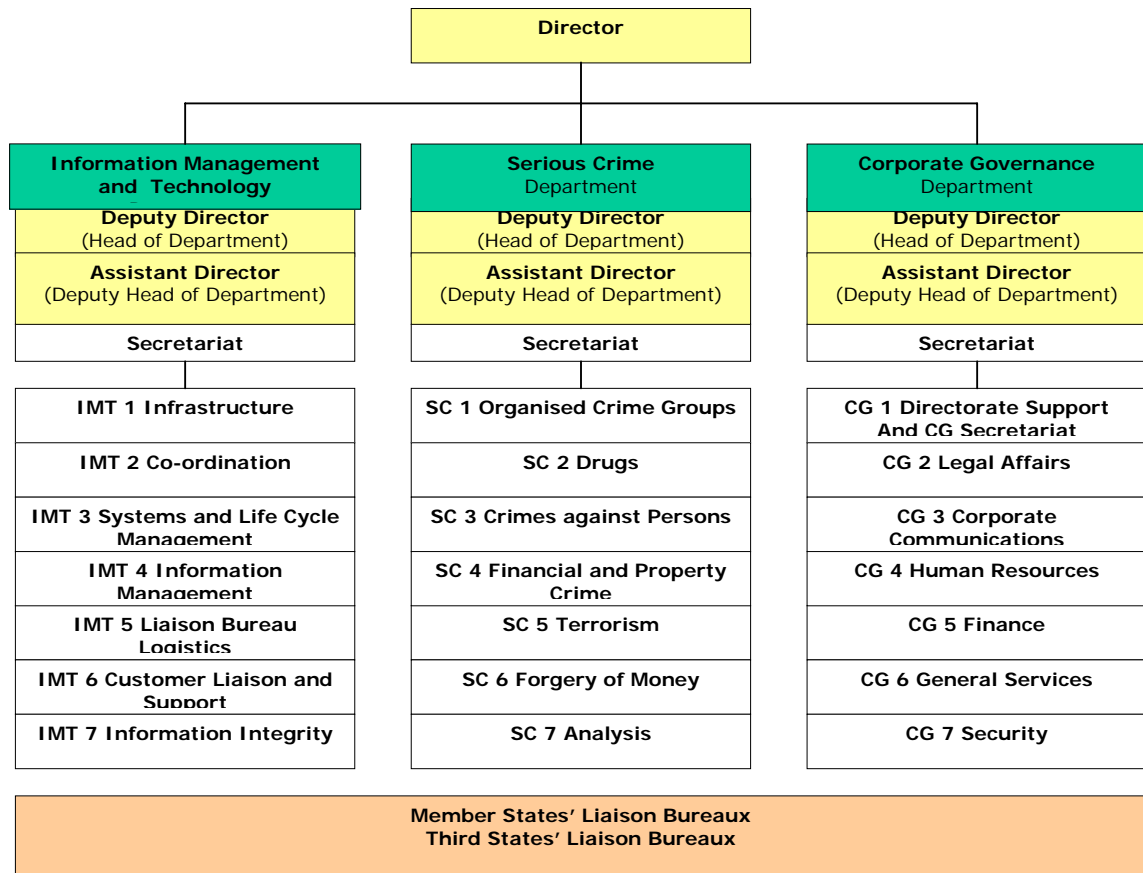 Director
Information Management
and Technology
Deputy Director
(Head of Department)
Assistant Director
(Deputy Head of Department)
Secretariat
IMT 1 Infrastructure
IMT 2 Co-ordination
IMT 3 Systems and Life Cycle
Management
IMT 4 Information
Management
IMT 5 Liaison Bureau
Logistics
IMT 6 Customer Liaison and
Support
IMT 7 Information Integrity
Serious Crime
Department
Deputy Director
(Head of Department)
Assistant Director
(Deputy Head of Department)
Secretariat
SC 1 Organised Crime Groups
SC 2 Drugs
SC 3 Crimes against Persons
SC 4 Financial and Property
Crime
SC 5 Terrorism
SC 6 Forgery of Money
SC 7 Analysis
Corporate Governance
Department
Deputy Director
(Head of Department)
Assistant Director
(Deputy Head of Department)
Secretariat
CG 1 Directorate Support
And CG Secretariat
CG 2 Legal Affairs
CG 3 Corporate
Communications
CG 4 Human Resources
CG 5 Finance
CG 6 General Services
CG 7 Security
Member States’ Liaison Bureaux
Third States’ Liaison Bureaux